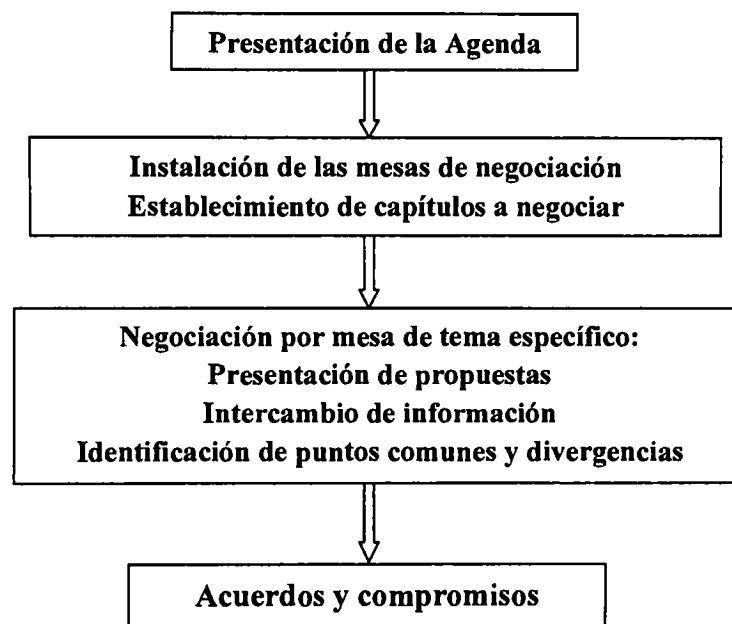 Presentación de la Agenda
Instalación de las mesas de negociación
Establecimiento de capítulos a negociar
Negociación por mesa de tema específico:
Presentación de propuestas
Intercambio de información
Identificación de puntos comunes y divergencias
Acuerdos y compromisos